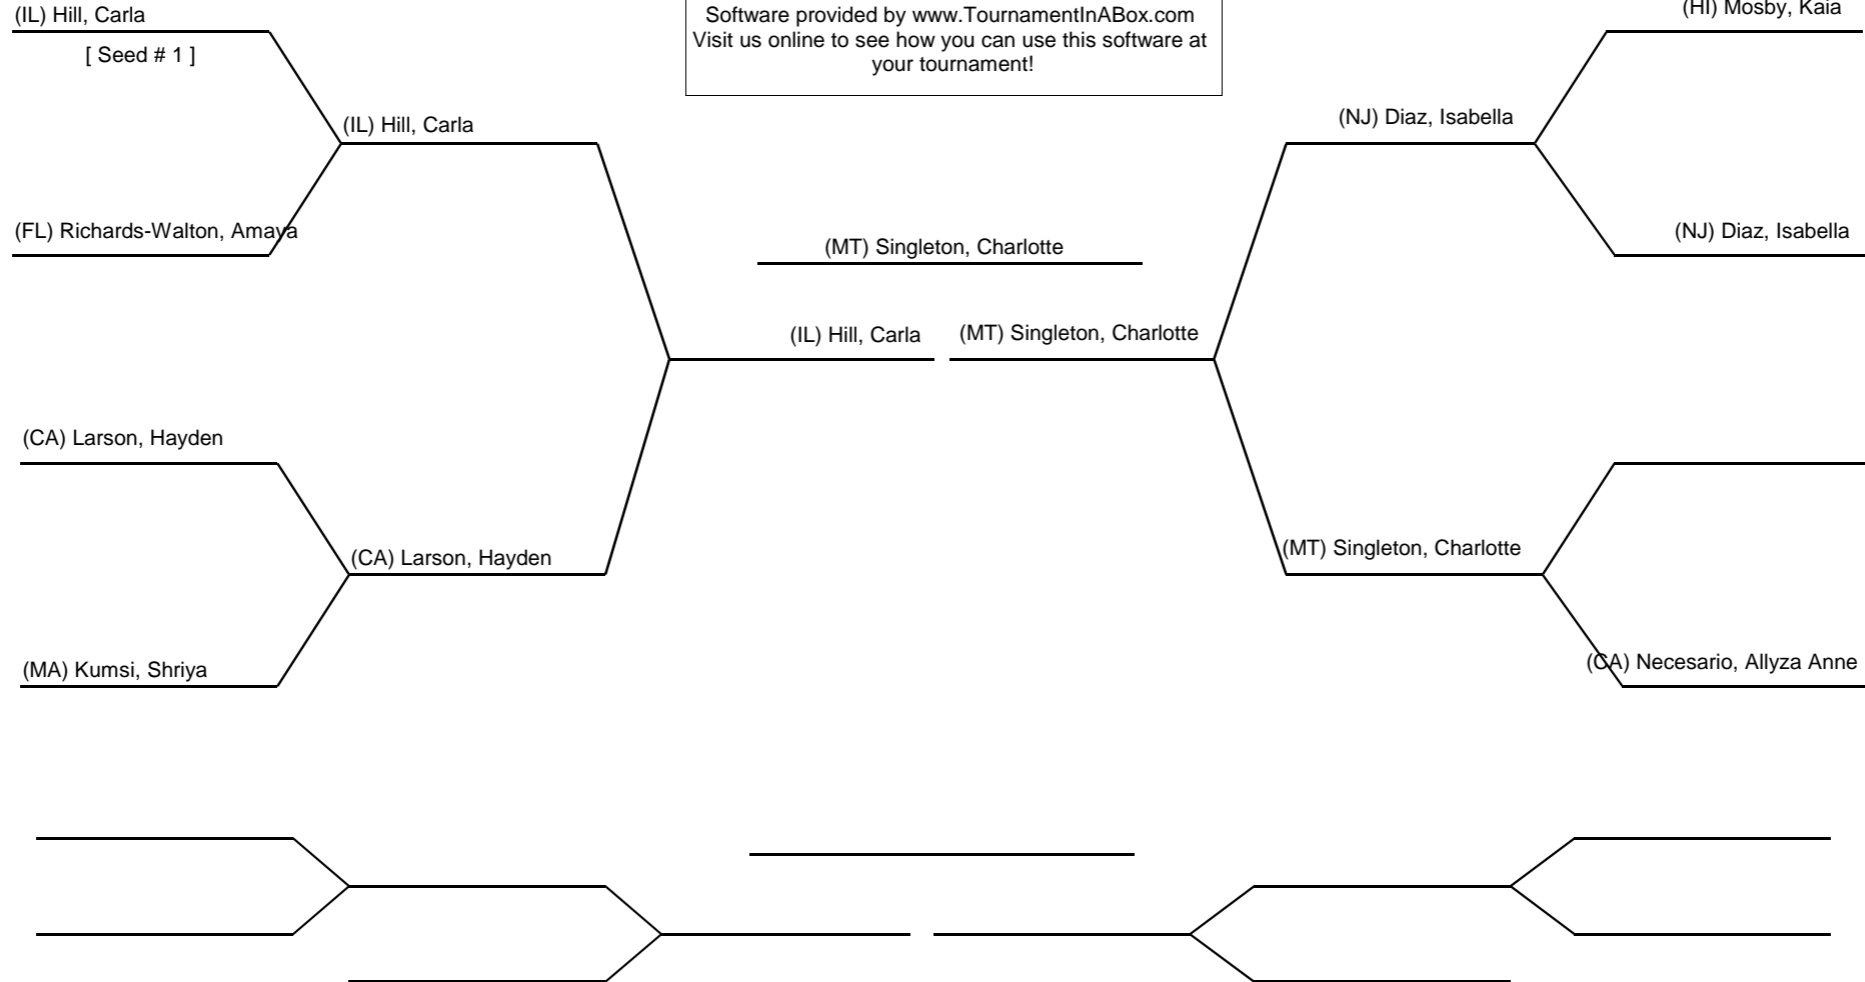 (IL) Hill, Carla
[ Seed # 1 ]
Software provided by www.TournamentInABox.com
Visit us online to see how you can use this software at
your tournament!
(HI) Mosby, Kaia
(IL) Hill, Carla
(NJ) Diaz, Isabella
(FL) Richards-Walton, Amaya
(MT) Singleton, Charlotte
(NJ) Diaz, Isabella
(IL) Hill, Carla
(MT) Singleton, Charlotte
(CA) Larson, Hayden
(CA) Larson, Hayden
(MT) Singleton, Charlotte
(MA) Kumsi, Shriya
(CA) Necesario, Allyza Anne